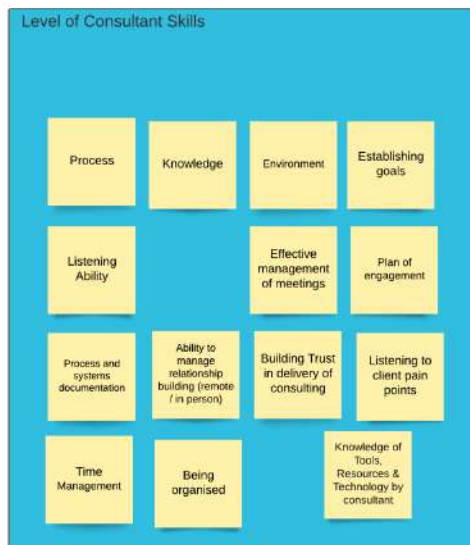 Level of Consultant Skills
Process
Knowledge
Environment
Establishing
goals
Listening
Ability
Effective
management
of meetings
Plan of
engagement
Process and
systems
documentation
Ability to
manage
relationship
building (remote
/ in person)
Building Trust
in delivery of
consulting
Listening to
client pain
points
Time
Management
Being
organised
Knowledge of
Tools,
Resources &
Technology by
consultant